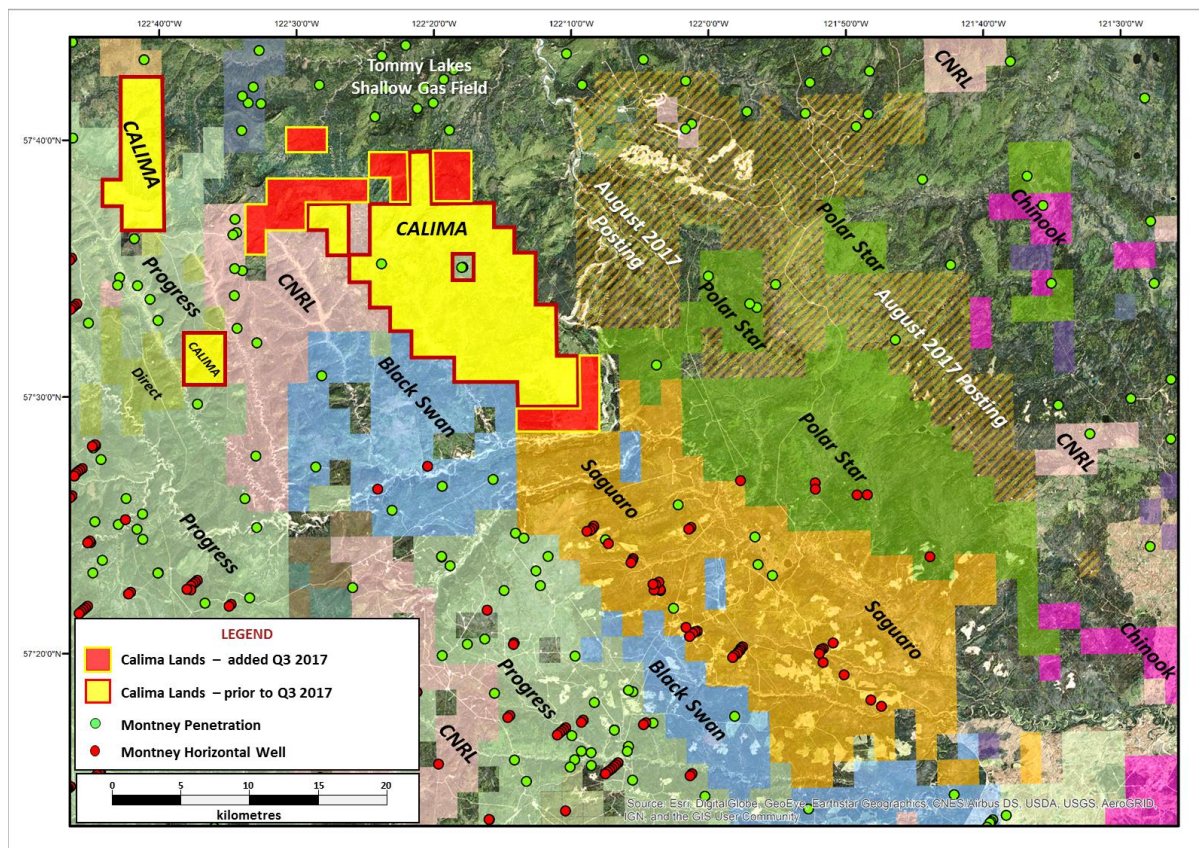 122°40'0"W 122°30'0"W 122°20'0"W 122°10'0"W 122°0'0"W 121°50'0"W 121°40'0"W 121°30'0"W
57°40'0"N
57°30'0"N
57°20'0"N
Tommy Lakes
Shallow Gas Field
CNRL
CALIMA
CALIMA
August 2017
Posting
Polar Star
Chinook
Progress
CNRL
Polar Star
August 2017 Posting
CALIMA
Direct
Black Swan
Polar Star
CNRL
Saguaro
Progress
Saguaro
Chinook
Progress
Black Swan
CNRL
LEGEND
Calima Lands – added Q3 2017
Calima Lands – prior to Q3 2017
Montney Penetration
Montney Horizontal Well
0 5 10 15 20
kilometres
Source: Esri, DigitalGlobe, GeoEye, Earthstar Geographics, CNES/Airbus DS, USDA, USGS, AeroGRID,
IGN, and the GIS User Community